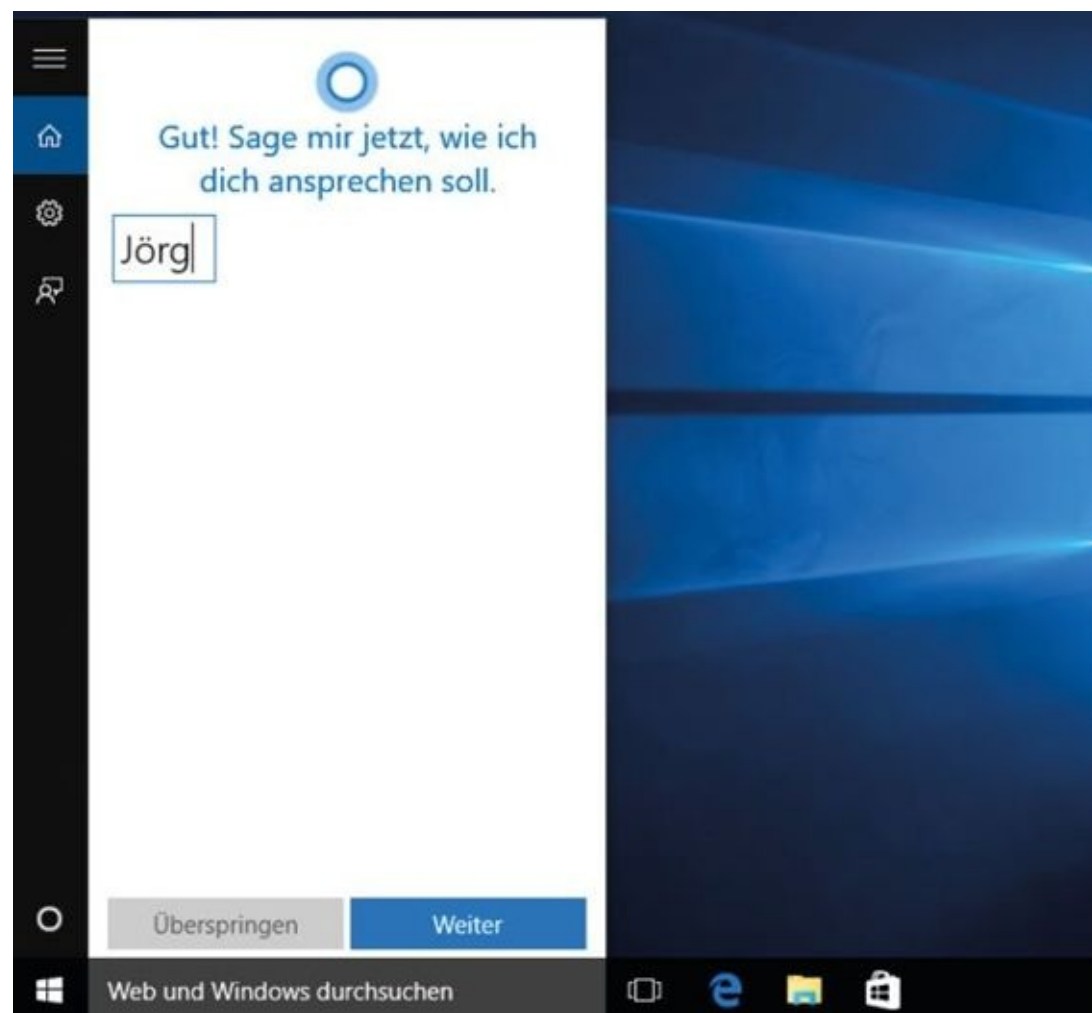 Gut! Sage mir jetzt, wie ich
dich ansprechen soll.
Jörg
Überspringen
Weiter
Web und Windows durchsuchen